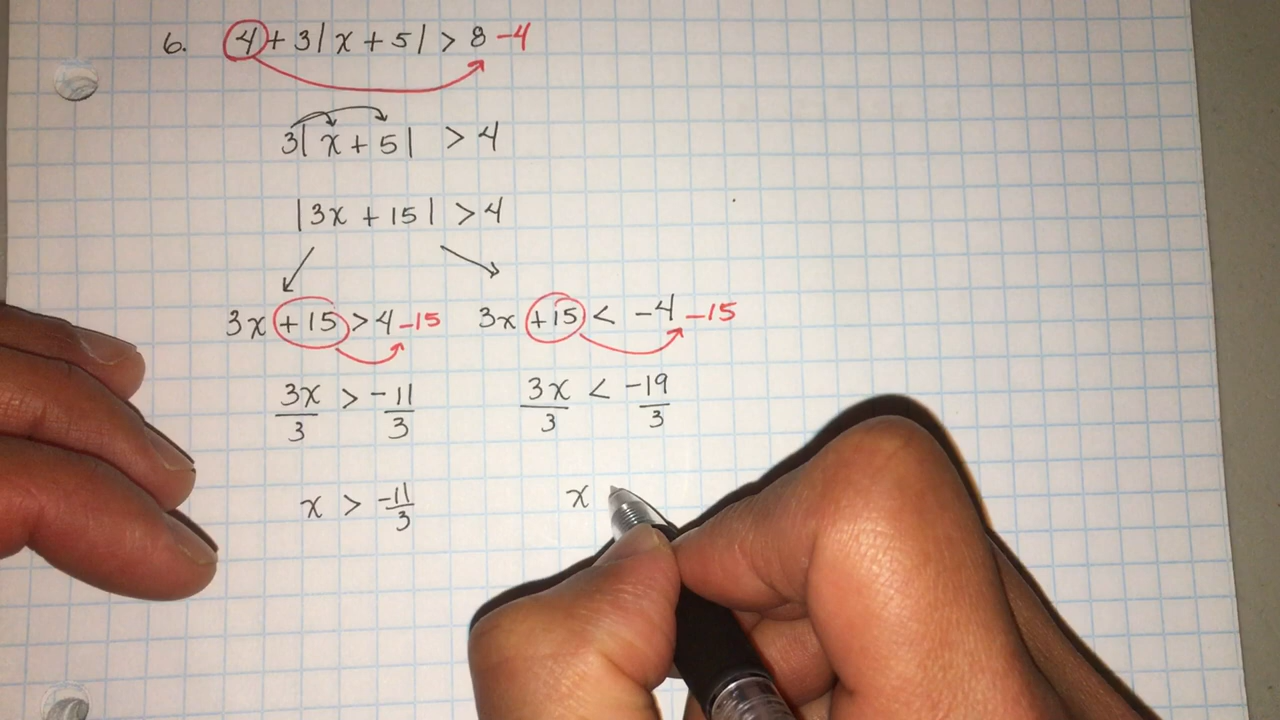 6. 4 + 3| x + 5 | > 8 -4
3| x + 5 | > 4
| 3x + 15 | > 4
3x + 15 > 4 -15 3x + 15 < -4 -15
3x/3 > -11/3 3x/3 < -19/3
x > -11/3 x